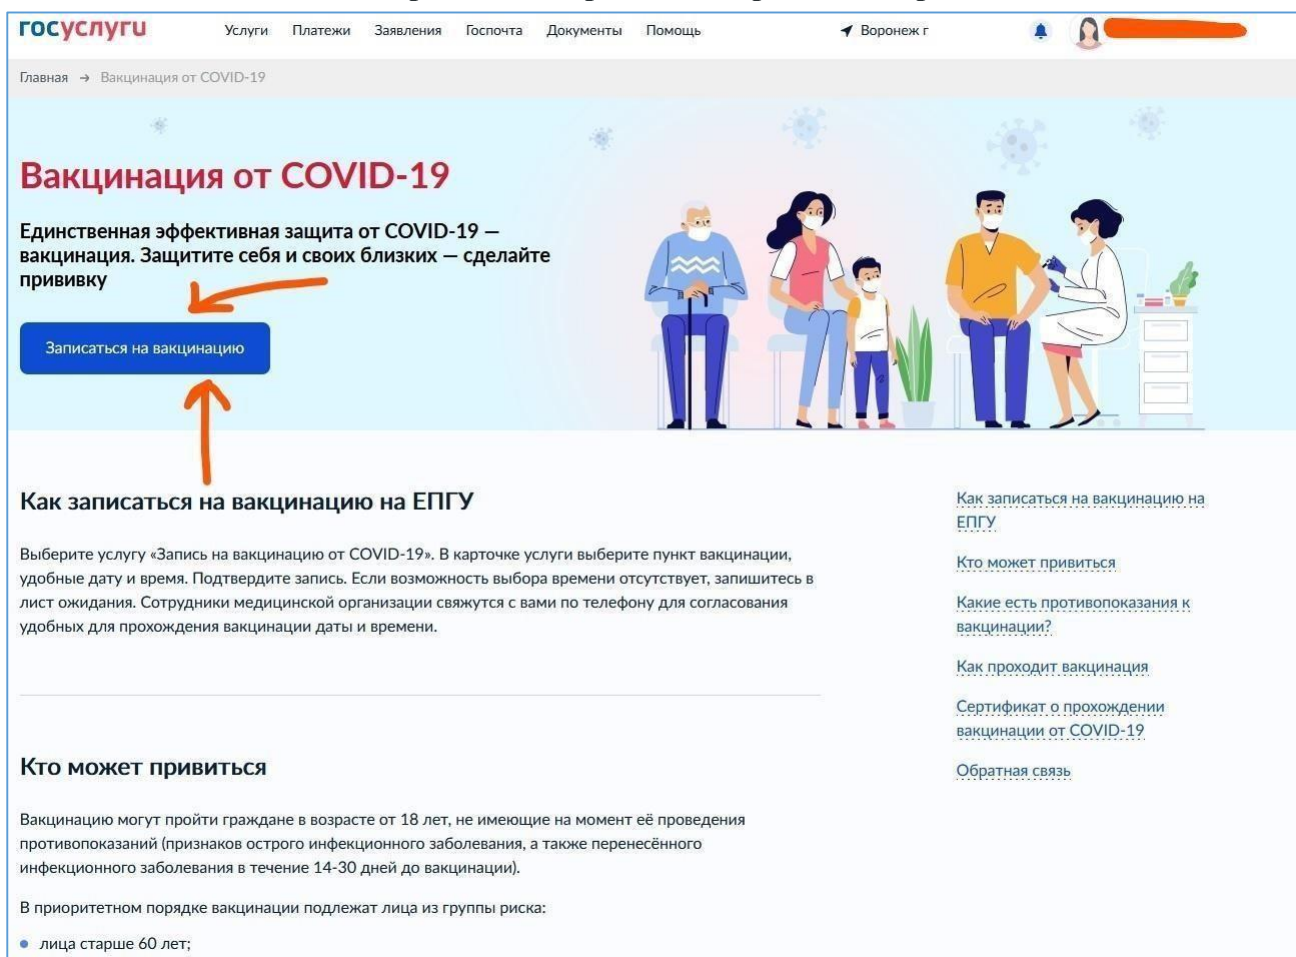 госуслуги
Услуги Платежи Заявления Госпочта Документы Помощь Воронеж г
Главная → Вакцинация от COVID-19
Вакцинация от COVID-19
Единственная эффективная защита от COVID-19 —
вакцинация. Защитите себя и своих близких — сделайте
прививку
Записаться на вакцинацию
Как записаться на вакцинацию на ЕПГУ
Выберите услугу «Запись на вакцинацию от COVID-19». В карточке услуги выберите пункт вакцинации,
удобные дату и время. Подтвердите запись. Если возможность выбора времени отсутствует, запишитесь в
лист ожидания. Сотрудники медицинской организации свяжутся с вами по телефону для согласования
удобных для прохождения вакцинации даты и времени.
Кто может привиться
Вакцинацию могут пройти граждане в возрасте от 18 лет, не имеющие на момент её проведения
противопоказаний (признаков острого инфекционного заболевания, а также перенесённого
инфекционного заболевания в течение 14-30 дней до вакцинации).
В приоритетном порядке вакцинации подлежат лица из группы риска:
• лица старше 60 лет;
Как записаться на вакцинацию на
ЕПГУ
Кто может привиться
Какие есть противопоказания к
вакцинации?
Как проходит вакцинация
Сертификат о прохождении
вакцинации от COVID-19
Обратная связь